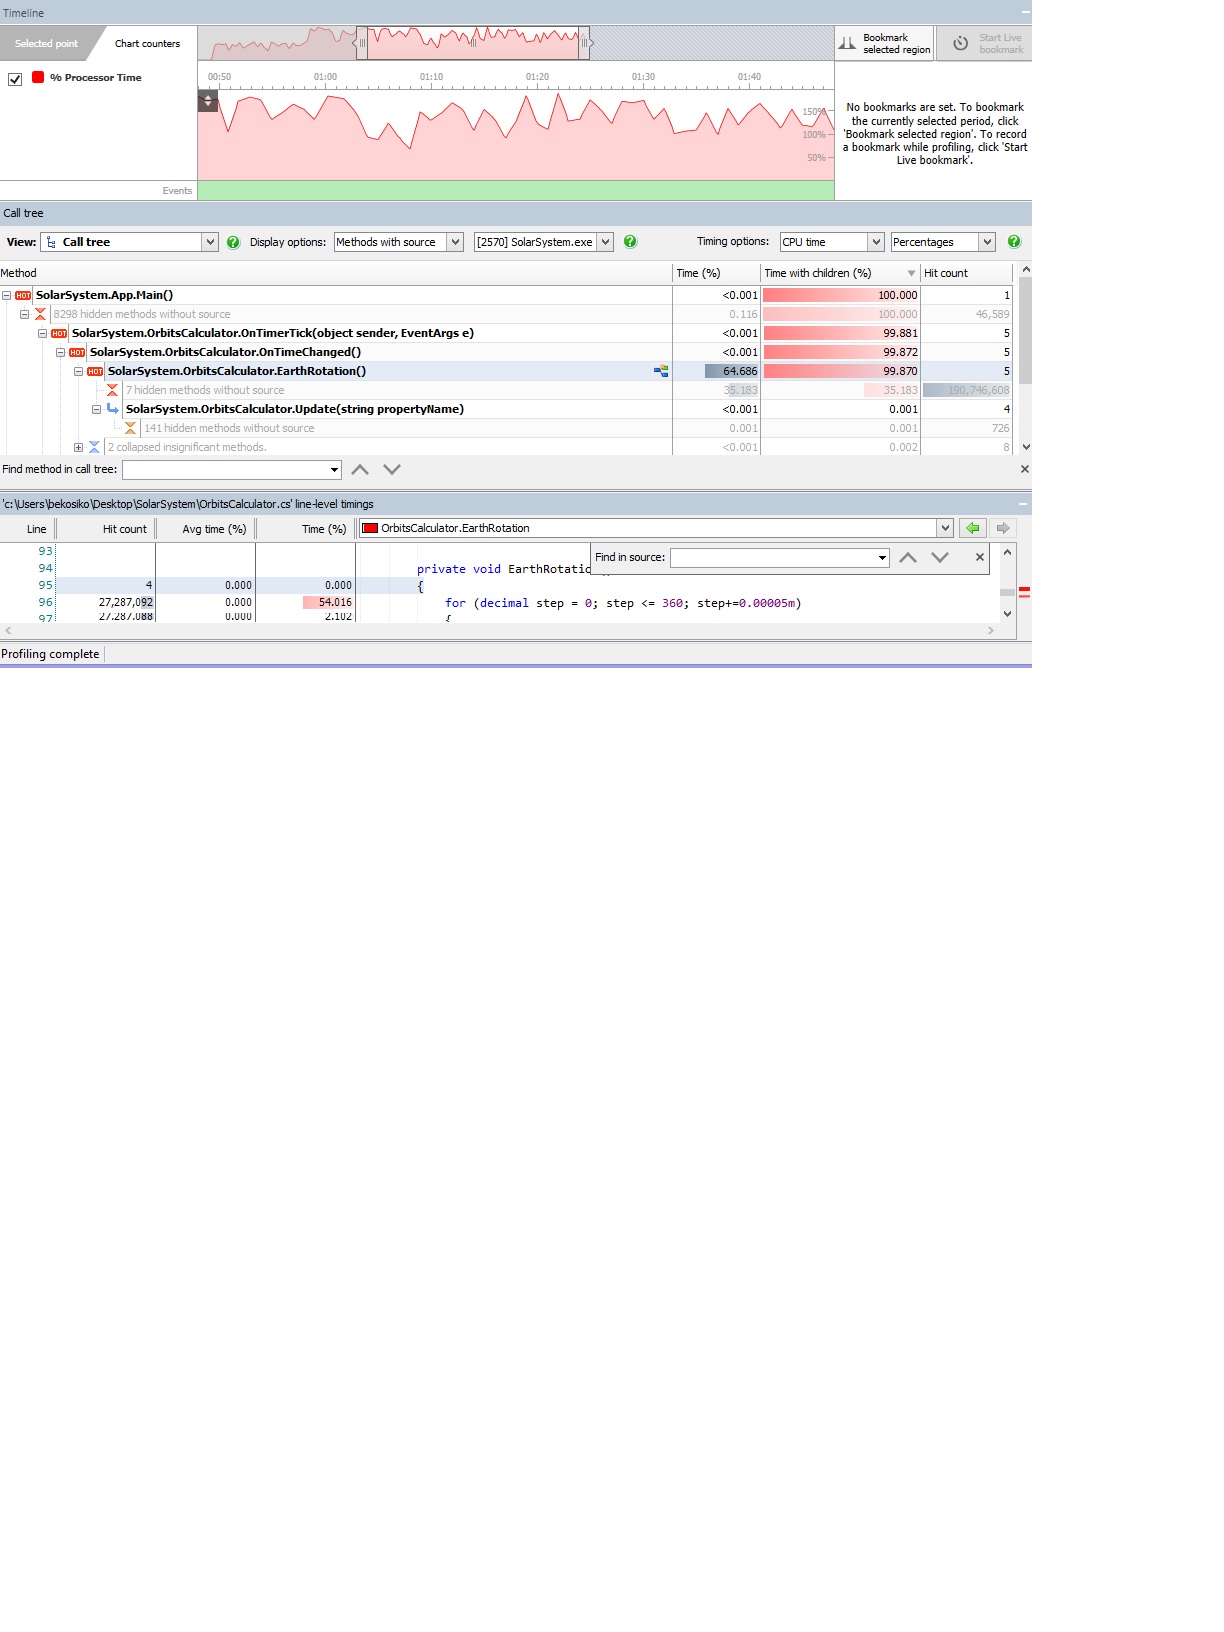 Timeline
Selected point
Chart counters
Bookmark selected region
Start Live bookmark
% Processor Time
00:50 01:00 01:10 01:20 01:30 01:40
150%
100%
50%
No bookmarks are set. To bookmark
the currently selected period, click
'Bookmark selected region'. To record
a bookmark while profiling, click 'Start
Live bookmark'.
Events
Call tree
View: Call tree Display options: Methods with source [2570] SolarSystem.exe Timing options: CPU time Percentages
Method Time (%) Time with children (%) Hit count
HOT SolarSystem.App.Main() <0.001 100.000 1
8298 hidden methods without source 0.116 100.000 46,589
HOT SolarSystem.OrbitsCalculator.OnTimerTick(object sender, EventArgs e) <0.001 99.881 5
HOT SolarSystem.OrbitsCalculator.OnTimeChanged() <0.001 99.872 5
HOT SolarSystem.OrbitsCalculator.EarthRotation() 64.686 99.870 5
7 hidden methods without source 35.183 35.183 190,746,608
SolarSystem.OrbitsCalculator.Update(string propertyName) <0.001 0.001 4
141 hidden methods without source 0.001 0.001 726
2 collapsed insignificant methods. <0.001 0.002 8
Find method in call tree:
'c:\Users\bekosiko\Desktop\SolarSystem\OrbitsCalculator.cs' line-level timings
Line Hit count Avg time (%) Time (%) OrbitsCalculator.EarthRotation
Find in source:
93
94 private void EarthRotation
95 4 0.000 0.000 {
96 27,287,092 0.000 54.016 for (decimal step = 0; step <= 360; step+=0.00005m)
97 27,287,088 0.000 2.102 {
Profiling complete